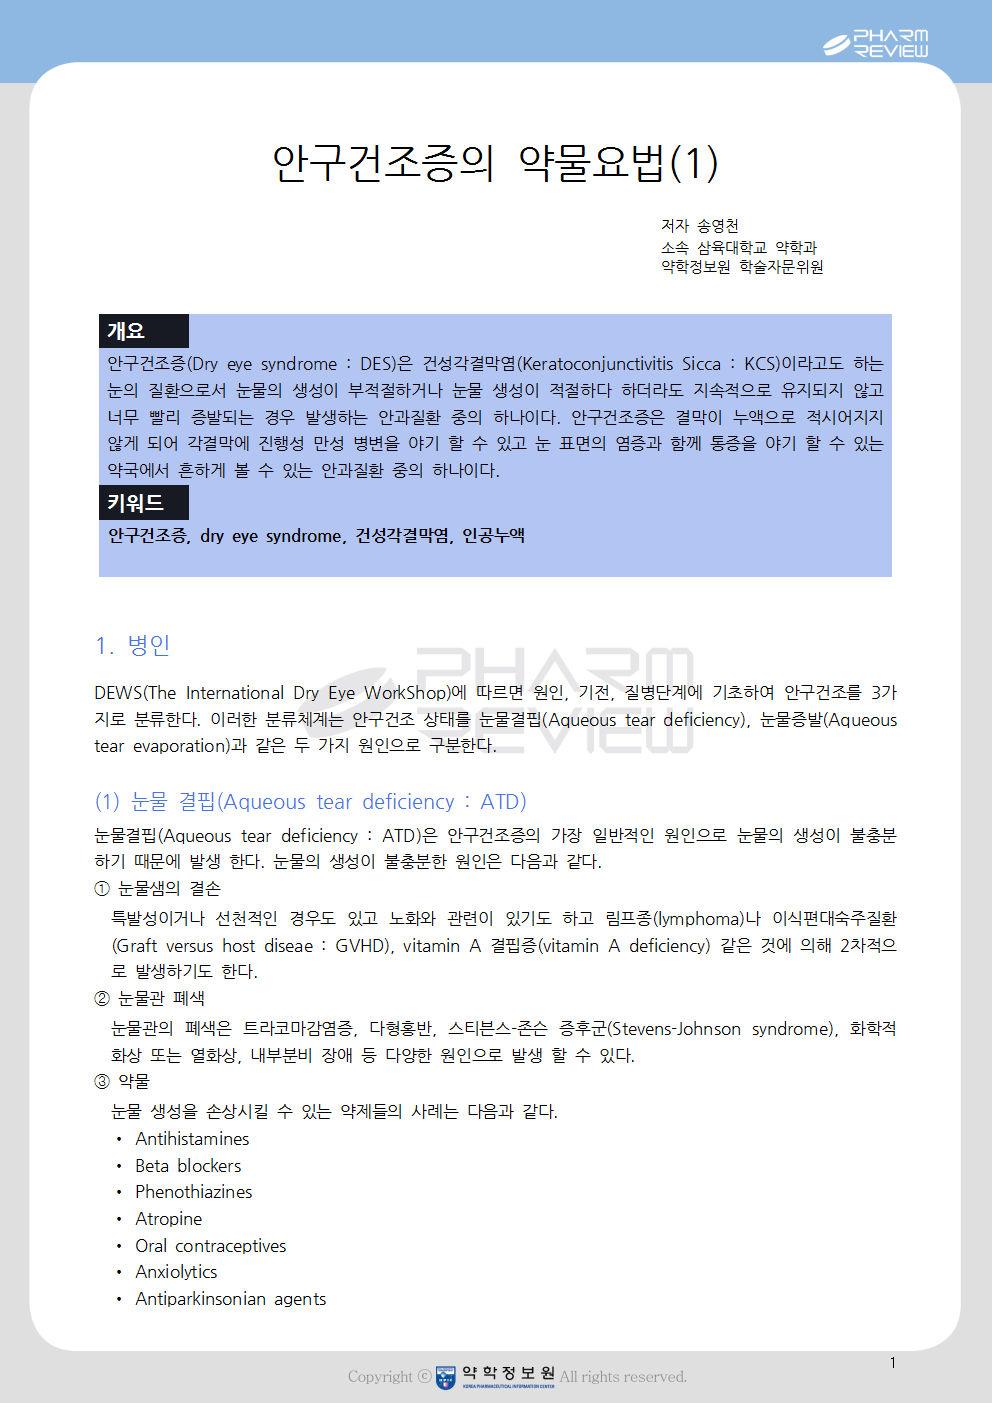 PHARM
REVIEW
안구건조증의 약물요법(1)
저자 송영천
소속 삼육대학교 약학과
약학정보원 학술자문위원
개요
안구건조증(Dry eye syndrome : DES)은 건성각결막염(Keratoconjunctivitis Sicca : KCS)이라고도 하는
눈의 질환으로서 눈물의 생성이 부적절하거나 눈물 생성이 적절하다 하더라도 지속적으로 유지되지 않고
너무 빨리 증발되는 경우 발생하는 안과질환 중의 하나이다. 안구건조증은 결막이 누액으로 적시어지지
않게 되어 각결막에 진행성 만성 병변을 야기 할 수 있고 눈 표면의 염증과 함께 통증을 야기 할 수 있는
약국에서 흔하게 볼 수 있는 안과질환 중의 하나이다.
키워드
안구건조증, dry eye syndrome, 건성각결막염, 인공누액
1. 병인
PHARM
REVIEW
DEWS(The International Dry Eye WorkShop)에 따르면 원인, 기전, 질병단계에 기초하여 안구건조를 3가
지로 분류한다. 이러한 분류체계는 안구건조 상태를 눈물결핍(Aqueous tear deficiency), 눈물증발(Aqueous
tear evaporation)과 같은 두 가지 원인으로 구분한다.
(1) 눈물 결핍(Aqueous tear deficiency : ATD)
눈물결핍(Aqueous tear deficiency : ATD)은 안구건조증의 가장 일반적인 원인으로 눈물의 생성이 불충분
하기 때문에 발생 한다. 눈물의 생성이 불충분한 원인은 다음과 같다.
① 눈물샘의 결손
특발성이거나 선천적인 경우도 있고 노화와 관련이 있기도 하고 림프종(lymphoma)나 이식편대숙주질환
(Graft versus host diseae : GVHD), vitamin A 결핍증(vitamin A deficiency) 같은 것에 의해 2차적으
로 발생하기도 한다.
② 눈물관 폐색
눈물관의 폐색은 트라코마감염증, 다형홍반, 스티븐스-존슨 증후군(Stevens-Johnson syndrome), 화학적
화상 또는 열화상, 내부분비 장애 등 다양한 원인으로 발생 할 수 있다.
③ 약물
눈물 생성을 손상시킬 수 있는 약제들의 사례는 다음과 같다.
• Antihistamines
• Beta blockers
• Phenothiazines
• Atropine
• Oral contraceptives
• Anxiolytics
• Antiparkinsonian agents
1
Copyright ⓒ 약학정보원 All rights reserved.
KOREA PHARMACEUTICAL INFORMATION CENTER